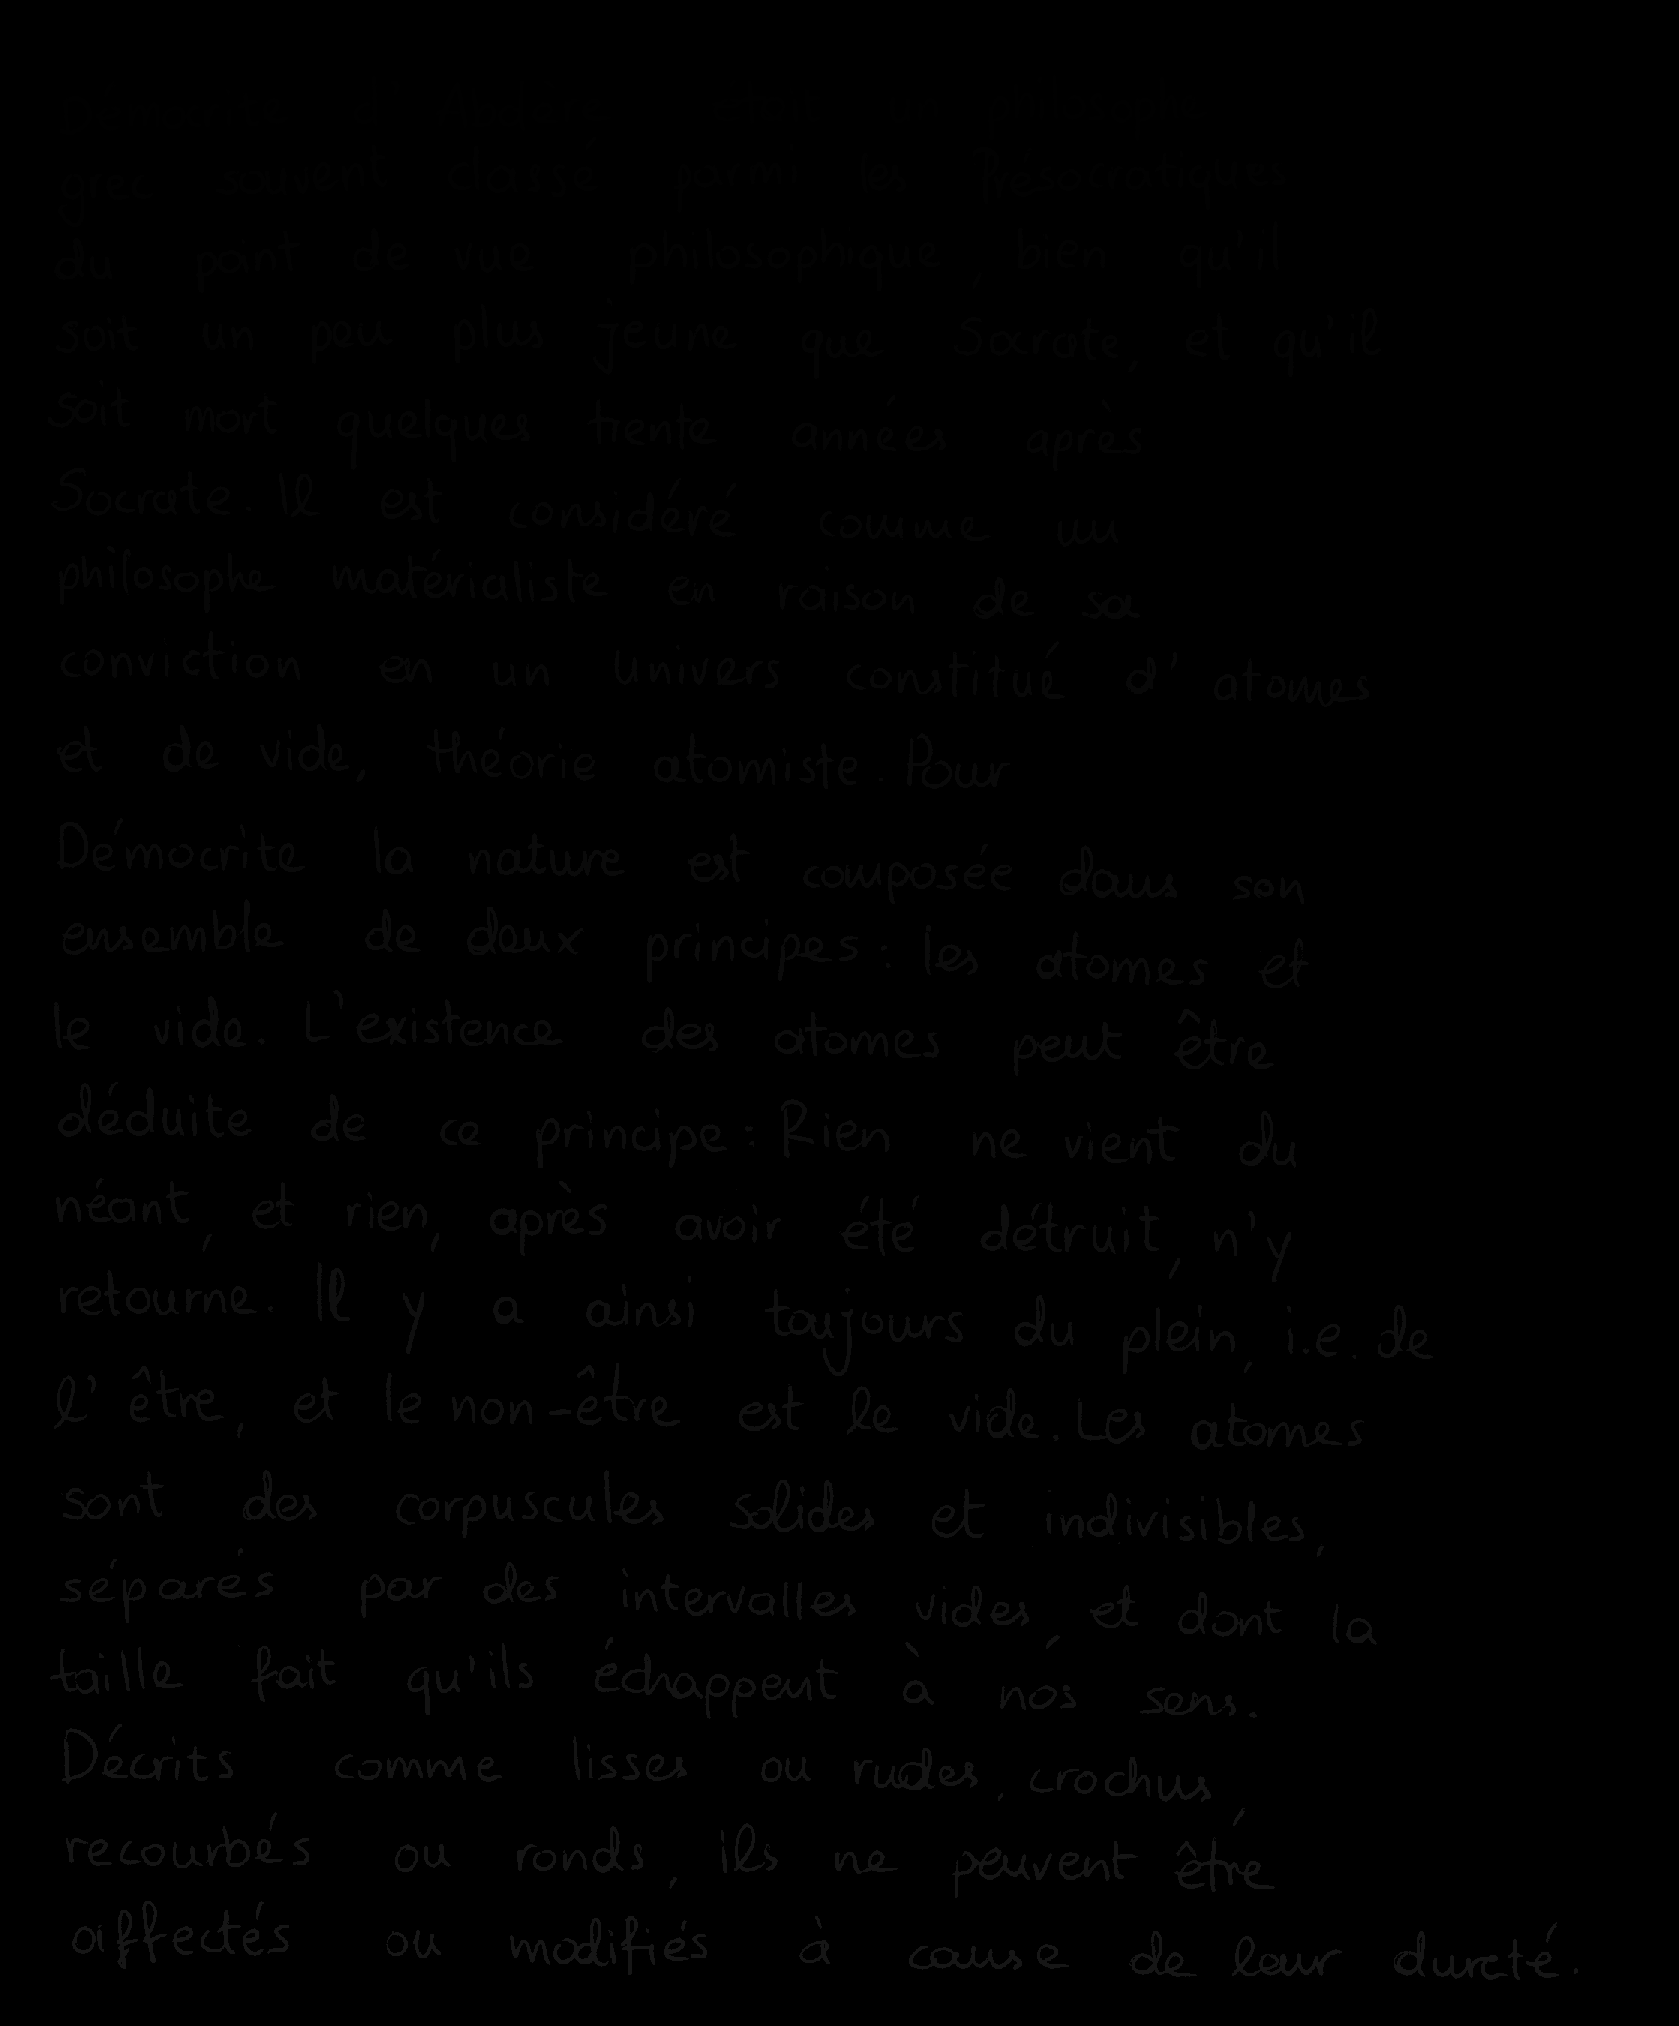 grec souvent classé parmi les Présocratiques
du point de vue philosophique, bien qu'il
soit un peu plus jeune que Socrate, et qu'il
soit mort quelques trente années après
Socrate. Il est considéré comme un
philosophe matérialiste en raison de sa
conviction en un Univers constitué d'atomes
et de vide, théorie atomiste. Pour
Démocrite la nature est composée dans son
ensemble de deux principes : les atomes et
le vide. L'existence des atomes peut être
déduite de ce principe : Rien ne vient du
néant, et rien, après avoir été détruit, n'y
retourne. Il y a ainsi toujours du plein, i.e. de
l'être, et le non-être est le vide. Les atomes
sont des corpuscules solides et indivisibles,
séparés par des intervalles vides, et dont la
taille fait qu'ils échappent à nos sens.
Décrits comme lisses ou rudes, crochus,
recourbés ou ronds, ils ne peuvent être
affectés ou modifiés à cause de leur dureté.